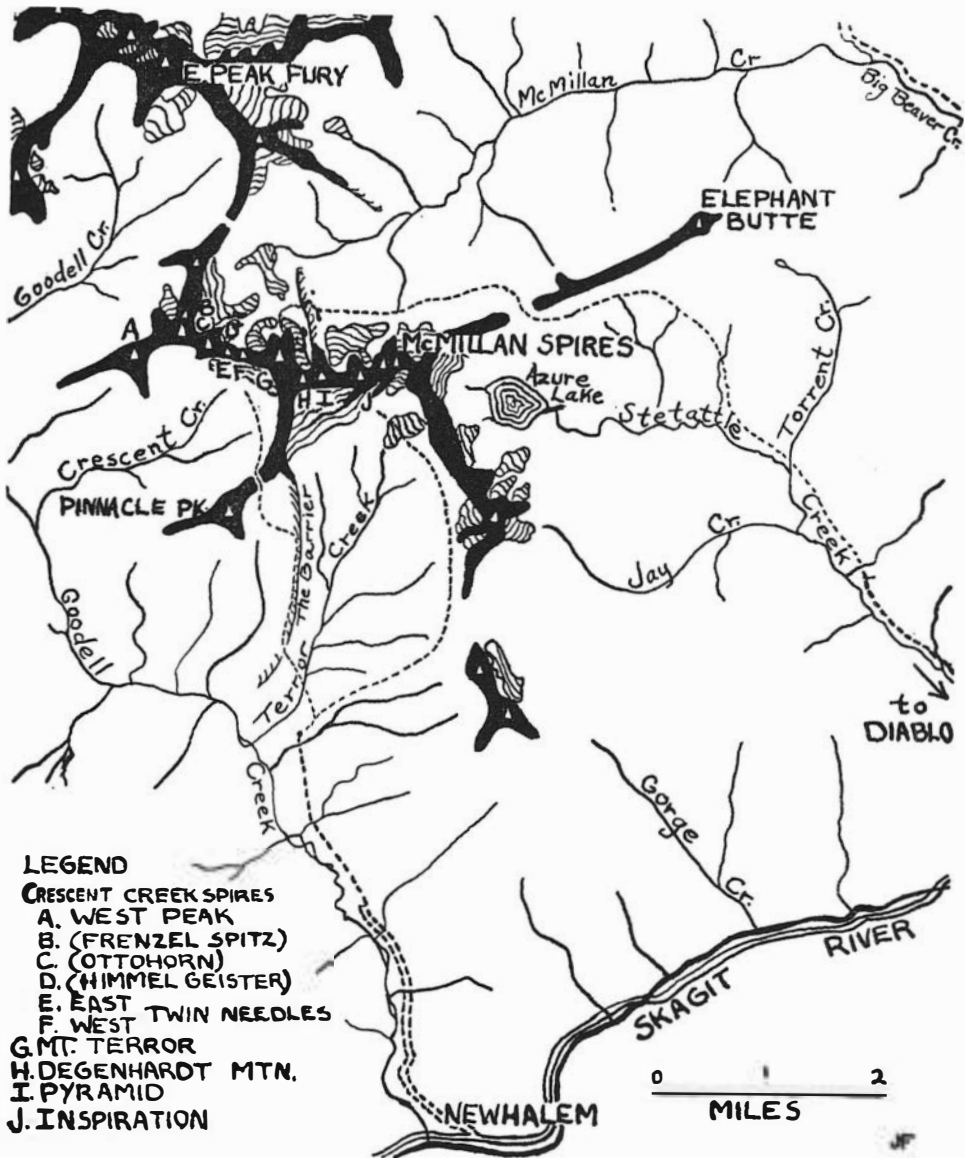 E. PEAK FURY
McMillan Cr
Big Beaver Cr.
ELEPHANT
BUTTE
Goodell Cr.
A
B
C
D
E F G
H I J
McMILLAN SPIRES
Azure
Lake
Stetattle
Creek
Torrent Cr.
Crescent Cr.
PINNACLE PK
Jay Cr.
Terror Creek
The Barrier
Goodell
Creek
to
DIABLO
Gorge Cr.
LEGEND
CRESCENT CREEK SPIRES
A. WEST PEAK
B. (FRENZEL SPITZ)
C. (OTTOHORN)
D. (HIMMEL GEISTER)
E. EAST
F. WEST TWIN NEEDLES
G. MT. TERROR
H. DEGENHARDT MTN.
I. PYRAMID
J. INSPIRATION
SKAGIT RIVER
NEWHALEM
0 1 2
MILES
JF